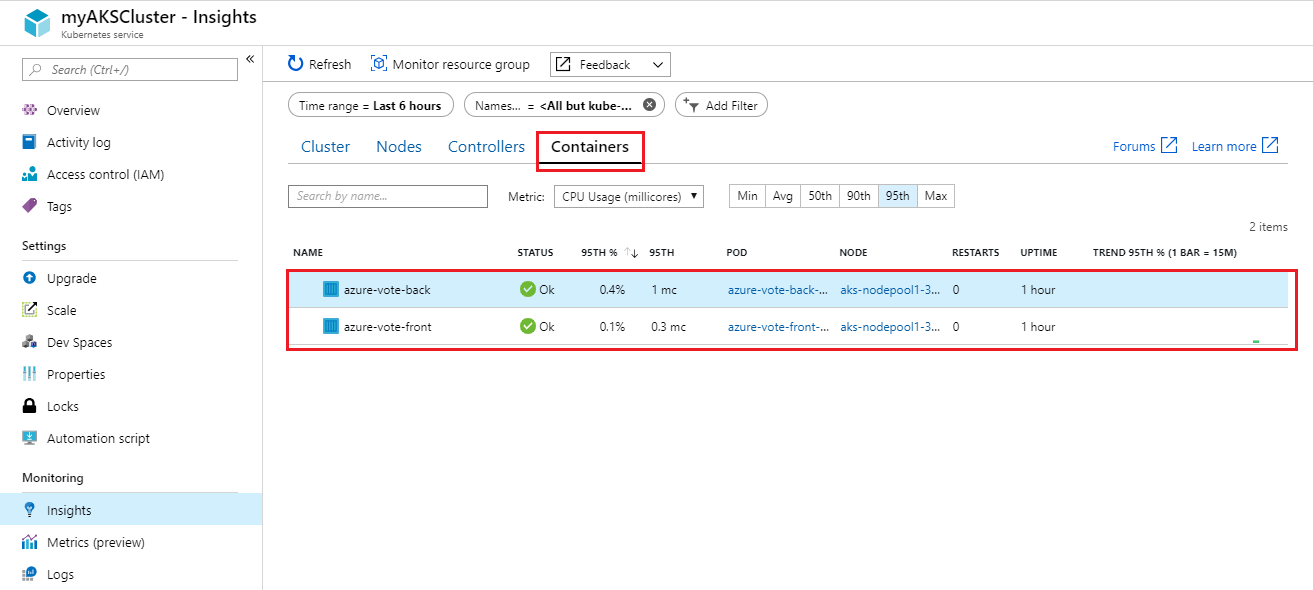 myAKSCluster - Insights
Kubernetes service
Search (Ctrl+/)
«
Overview
Activity log
Access control (IAM)
Tags
Settings
Upgrade
Scale
Dev Spaces
Properties
Locks
Automation script
Monitoring
Insights
Metrics (preview)
Logs
Refresh Monitor resource group Feedback
Time range = Last 6 hours Names... = <All but kube-... Add Filter
Cluster Nodes Controllers Containers Forums Learn more
Search by name... Metric: CPU Usage (millicores) Min Avg 50th 90th 95th Max
2 items
NAME STATUS 95TH % ↑↓ 95TH POD NODE RESTARTS UPTIME TREND 95TH % (1 BAR = 15M)
azure-vote-back Ok 0.4% 1 mc azure-vote-back-... aks-nodepool1-3... 0 1 hour
azure-vote-front Ok 0.1% 0.3 mc azure-vote-front-... aks-nodepool1-3... 0 1 hour